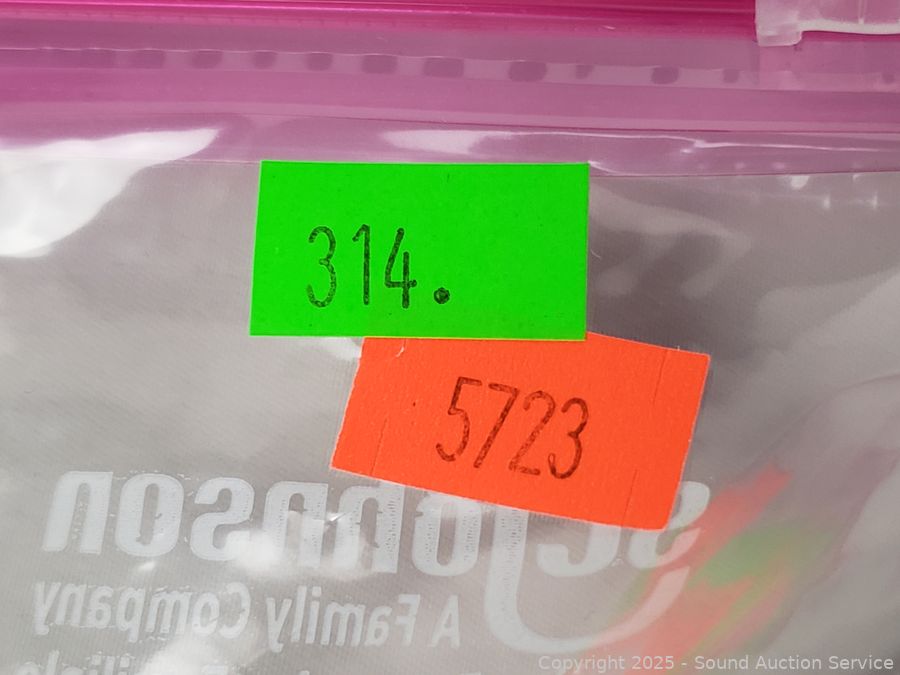 314.
5723
scJohnson
A Family Company
Copyright 2025 - Sound Auction Service